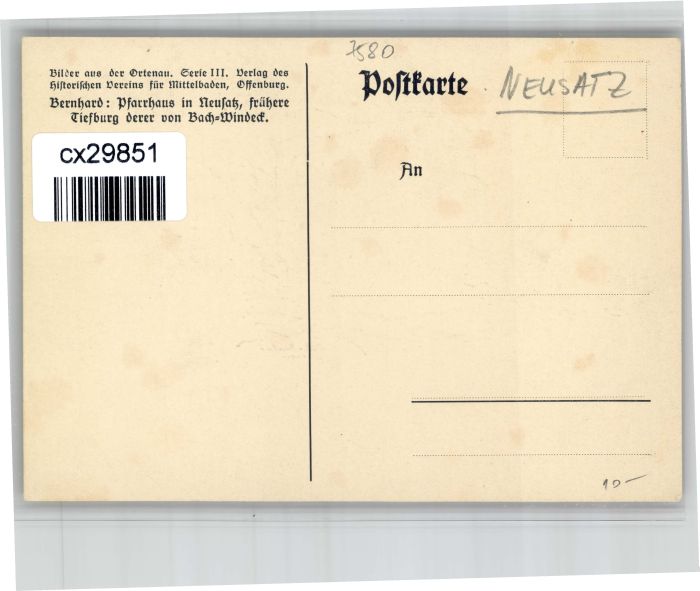 Bilder aus der Ortenau. Serie III. Verlag des
Historischen Vereins für Mittelbaden, Offenburg.
Bernhard: Pfarrhaus in Neusatz, frühere
Tiefburg derer von Bach-Windeck.
cx29851
7580
Postkarte
NEUSATZ
An
10-